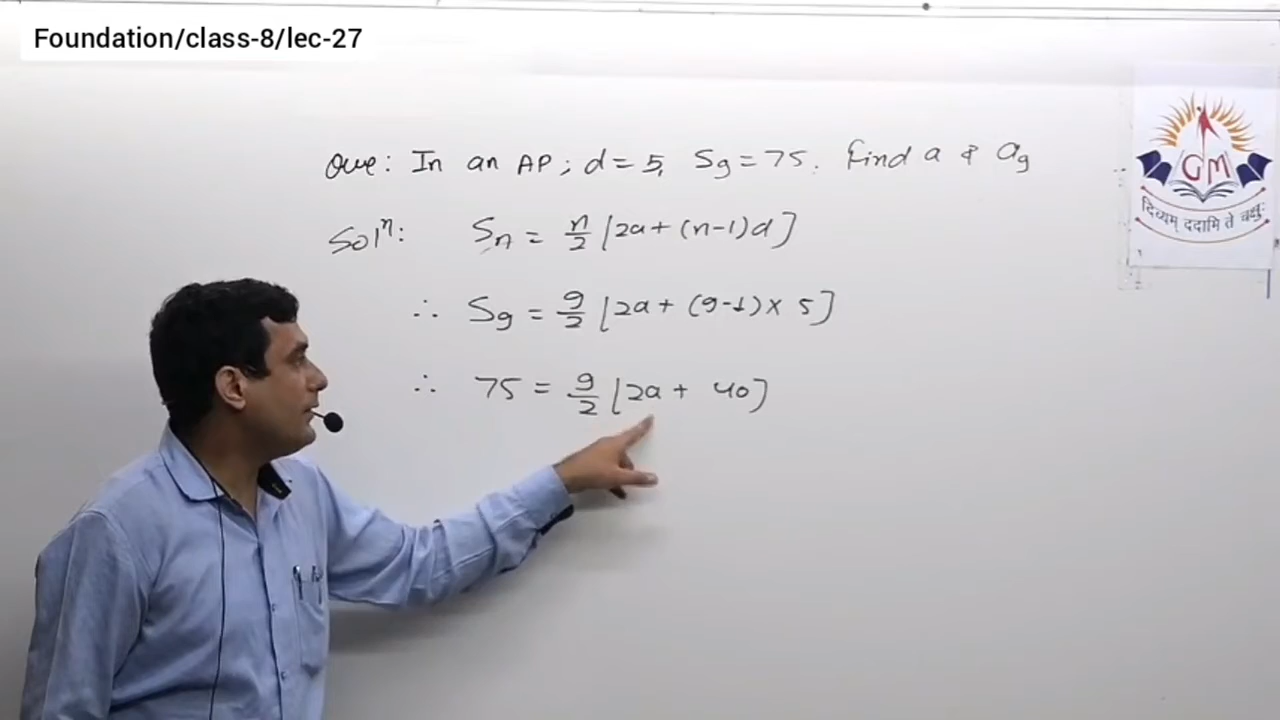 Foundation/class-8/lec-27
Que: In an AP; d = 5, S₉ = 75. Find a & a₉
Solⁿ: Sₙ = n/2 [2a + (n-1)d]
∴ S₉ = 9/2 [2a + (9-1) × 5]
∴ 75 = 9/2 [2a + 40]
GM
दिव्यम् ददामि ते चक्षुः